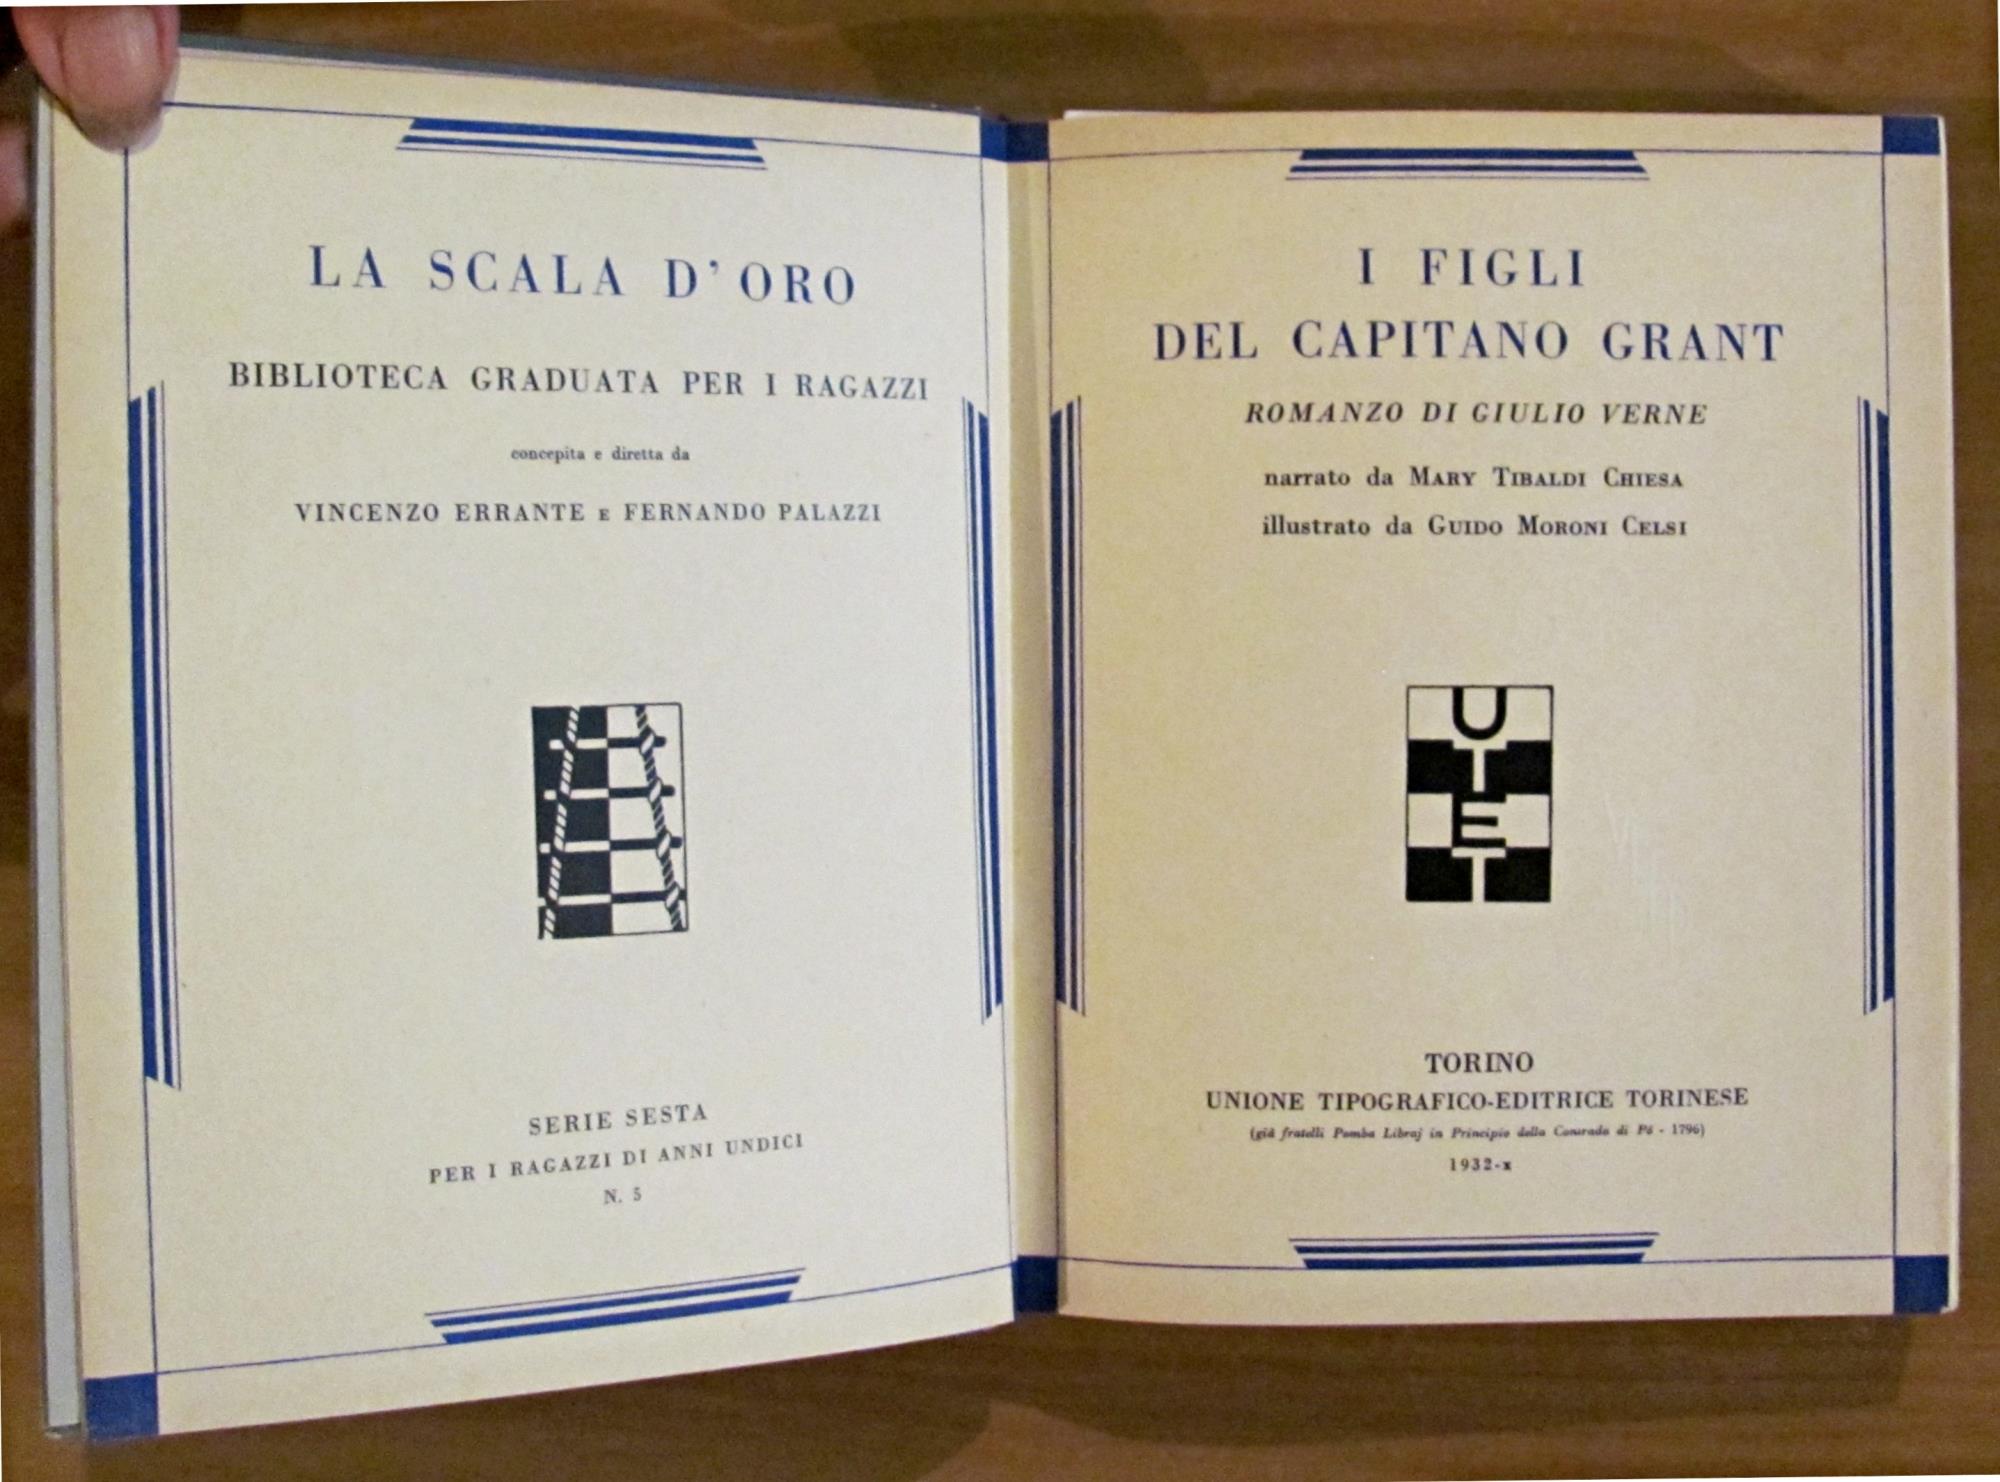 LA SCALA D'ORO
BIBLIOTECA GRADUATA PER I RAGAZZI
concepita e diretta da
VINCENZO ERRANTE E FERNANDO PALAZZI
SERIE SESTA
PER I RAGAZZI DI ANNI UNDICI
N. 5
I FIGLI
DEL CAPITANO GRANT
ROMANZO DI GIULIO VERNE
narrato da MARY TIBALDI CHIESA
illustrato da GUIDO MORONI CELSI
U
T
E
T
TORINO
UNIONE TIPOGRAFICO-EDITRICE TORINESE
(già fratelli Pomba Libraj in Principio della Contrada di Pò - 1796)
1932-X